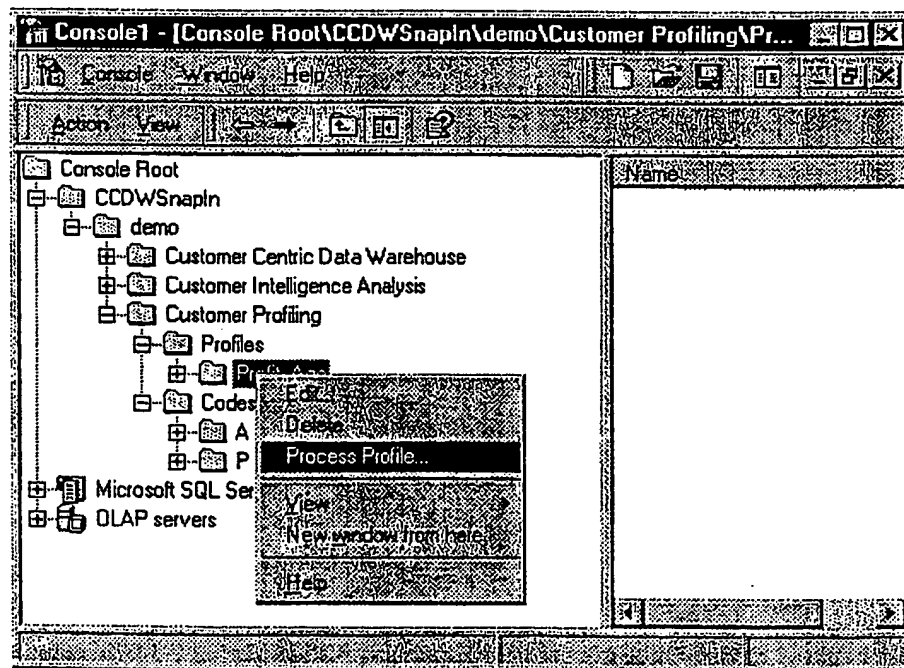 Console1 - [Console Root\CCDWSnapIn\demo\Customer Profiling\Pr...
Console Window Help
Action View
Console Root
CCDWSnapIn
demo
Customer Centric Data Warehouse
Customer Intelligence Analysis
Customer Profiling
Profiles
Codes
A
P
Microsoft SQL Ser
OLAP servers
Edit...
Delete
Process Profile...
View
New window from here
Help
Name